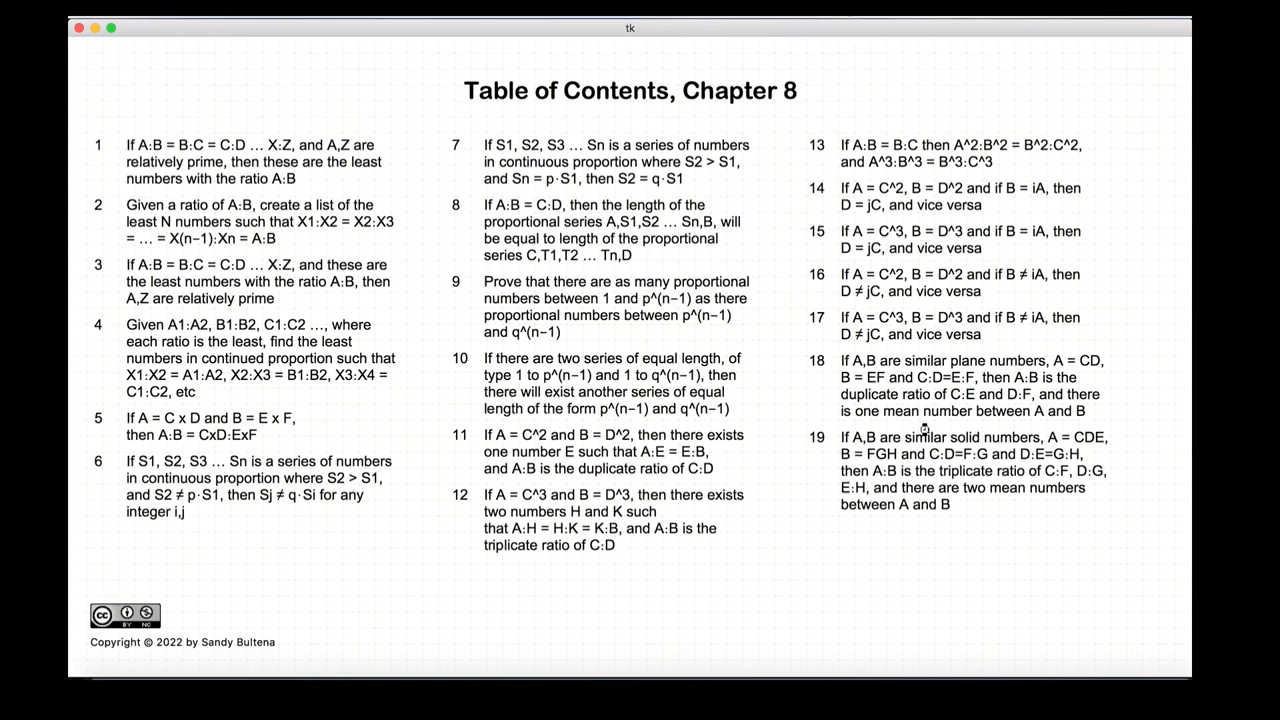 tk
Table of Contents, Chapter 8
1 If A:B = B:C = C:D … X:Z, and A,Z are
relatively prime, then these are the least
numbers with the ratio A:B
2 Given a ratio of A:B, create a list of the
least N numbers such that X1:X2 = X2:X3
= … = X(n−1):Xn = A:B
3 If A:B = B:C = C:D … X:Z, and these are
the least numbers with the ratio A:B, then
A,Z are relatively prime
4 Given A1:A2, B1:B2, C1:C2 …, where
each ratio is the least, find the least
numbers in continued proportion such that
X1:X2 = A1:A2, X2:X3 = B1:B2, X3:X4 =
C1:C2, etc
5 If A = C x D and B = E x F,
then A:B = CxD:ExF
6 If S1, S2, S3 … Sn is a series of numbers
in continuous proportion where S2 > S1,
and S2 ≠ p·S1, then Sj ≠ q·Si for any
integer i,j
7 If S1, S2, S3 … Sn is a series of numbers
in continuous proportion where S2 > S1,
and Sn = p·S1, then S2 = q·S1
8 If A:B = C:D, then the length of the
proportional series A,S1,S2 … Sn,B, will
be equal to length of the proportional
series C,T1,T2 … Tn,D
9 Prove that there are as many proportional
numbers between 1 and p^(n−1) as there
proportional numbers between p^(n−1)
and q^(n−1)
10 If there are two series of equal length, of
type 1 to p^(n−1) and 1 to q^(n−1), then
there will exist another series of equal
length of the form p^(n−1) and q^(n−1)
11 If A = C^2 and B = D^2, then there exists
one number E such that A:E = E:B,
and A:B is the duplicate ratio of C:D
12 If A = C^3 and B = D^3, then there exists
two numbers H and K such
that A:H = H:K = K:B, and A:B is the
triplicate ratio of C:D
13 If A:B = B:C then A^2:B^2 = B^2:C^2,
and A^3:B^3 = B^3:C^3
14 If A = C^2, B = D^2 and if B = iA, then
D = jC, and vice versa
15 If A = C^3, B = D^3 and if B = iA, then
D = jC, and vice versa
16 If A = C^2, B = D^2 and if B ≠ iA, then
D ≠ jC, and vice versa
17 If A = C^3, B = D^3 and if B ≠ iA, then
D ≠ jC, and vice versa
18 If A,B are similar plane numbers, A = CD,
B = EF and C:D=E:F, then A:B is the
duplicate ratio of C:E and D:F, and there
is one mean number between A and B
19 If A,B are similar solid numbers, A = CDE,
B = FGH and C:D=F:G and D:E=G:H,
then A:B is the triplicate ratio of C:F, D:G,
E:H, and there are two mean numbers
between A and B
cc BY NC
Copyright © 2022 by Sandy Bultena